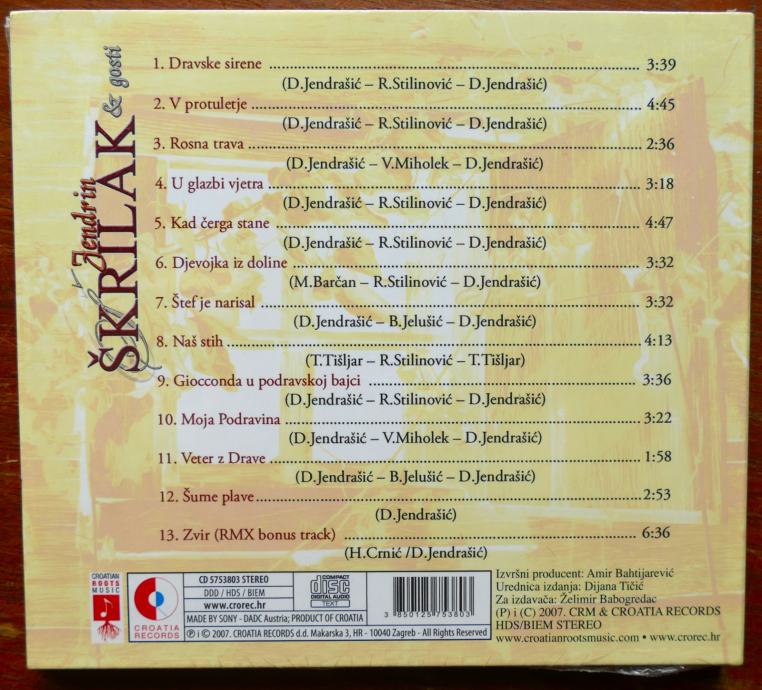 Jendrin
ŠKRILAK
& gosti
1. Dravske sirene ........ 3:39
(D.Jendrašić – R.Stilinović – D.Jendrašić)
2. V protuletje ........ 4:45
(D.Jendrašić – R.Stilinović – D.Jendrašić)
3. Rosna trava ........ 2:36
(D.Jendrašić – V.Miholek – D.Jendrašić)
4. U glazbi vjetra ........ 3:18
(D.Jendrašić – R.Stilinović – D.Jendrašić)
5. Kad čerga stane ........ 4:47
(D.Jendrašić – R.Stilinović – D.Jendrašić)
6. Djevojka iz doline ........ 3:32
(M.Barčan – R.Stilinović – D.Jendrašić)
7. Štef je narisal ........ 3:32
(D.Jendrašić – B.Jelušić – D.Jendrašić)
8. Naš stih ........ 4:13
(T.Tišljar – R.Stilinović – T.Tišljar)
9. Giocconda u podravskoj bajci ........ 3:36
(D.Jendrašić – R.Stilinović – D.Jendrašić)
10. Moja Podravina ........ 3:22
(D.Jendrašić – V.Miholek – D.Jendrašić)
11. Veter z Drave ........ 1:58
(D.Jendrašić – B.Jelušić – D.Jendrašić)
12. Šume plave ........ 2:53
(D.Jendrašić)
13. Zvir (RMX bonus track) ........ 6:36
(H.Crnić /D.Jendrašić)
CROATIAN
ROOTS
MUSIC
CROATIA
RECORDS
CD 5753803 STEREO
DDD / HDS / BIEM
www.crorec.hr
COMPACT
disc
DIGITAL AUDIO
TEXT
MADE BY SONY - DADC Austria; PRODUCT OF CROATIA
3 850125 753803
℗ i © 2007. CROATIA RECORDS d.d. Makarska 3, HR - 10040 Zagreb - All Rights Reserved
Izvršni producent: Amir Bahtijarević
Urednica izdanja: Dijana Tičić
Za izdavača: Želimir Babogredac
(P) i (C) 2007. CRM & CROATIA RECORDS
HDS/BIEM STEREO
www.croatianrootsmusic.com • www.crorec.hr